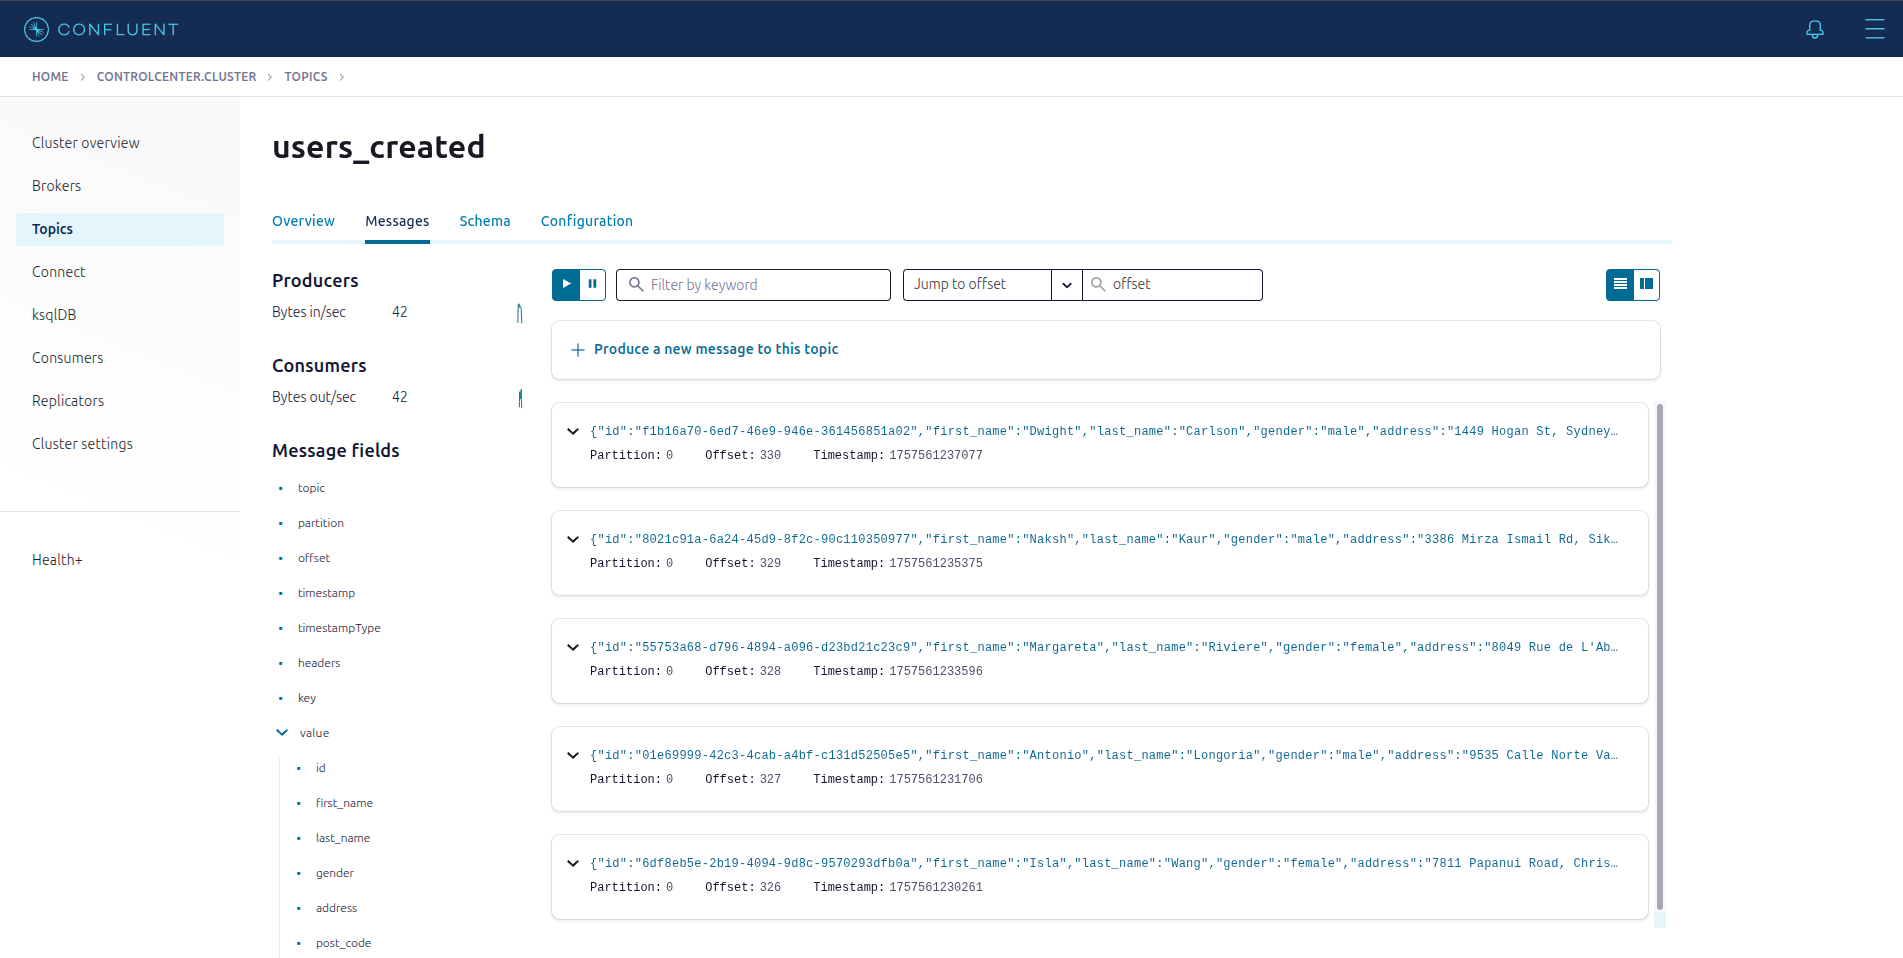 CONFLUENT
HOME > CONTROLCENTER.CLUSTER > TOPICS >
Cluster overview
Brokers
Topics
Connect
ksqlDB
Consumers
Replicators
Cluster settings
Health+
users_created
Overview Messages Schema Configuration
Producers
Bytes in/sec 42
Consumers
Bytes out/sec 42
Message fields
topic
partition
offset
timestamp
timestampType
headers
key
value
id
first_name
last_name
gender
address
post_code
Filter by keyword Jump to offset offset
Produce a new message to this topic
{"id":"f1b16a70-6ed7-46e9-946e-361456851a02","first_name":"Dwight","last_name":"Carlson","gender":"male","address":"1449 Hogan St, Sydney…
Partition: 0 Offset: 330 Timestamp: 1757561237077
{"id":"8021c91a-6a24-45d9-8f2c-90c110350977","first_name":"Naksh","last_name":"Kaur","gender":"male","address":"3386 Mirza Ismail Rd, Sik…
Partition: 0 Offset: 329 Timestamp: 1757561235375
{"id":"55753a68-d796-4894-a096-d23bd21c23c9","first_name":"Margareta","last_name":"Riviere","gender":"female","address":"8049 Rue de L'Ab…
Partition: 0 Offset: 328 Timestamp: 1757561233596
{"id":"01e69999-42c3-4cab-a4bf-c131d52505e5","first_name":"Antonio","last_name":"Longoria","gender":"male","address":"9535 Calle Norte Va…
Partition: 0 Offset: 327 Timestamp: 1757561231706
{"id":"6df8eb5e-2b19-4094-9d8c-9570293dfb0a","first_name":"Isla","last_name":"Wang","gender":"female","address":"7811 Papanui Road, Chris…
Partition: 0 Offset: 326 Timestamp: 1757561230261